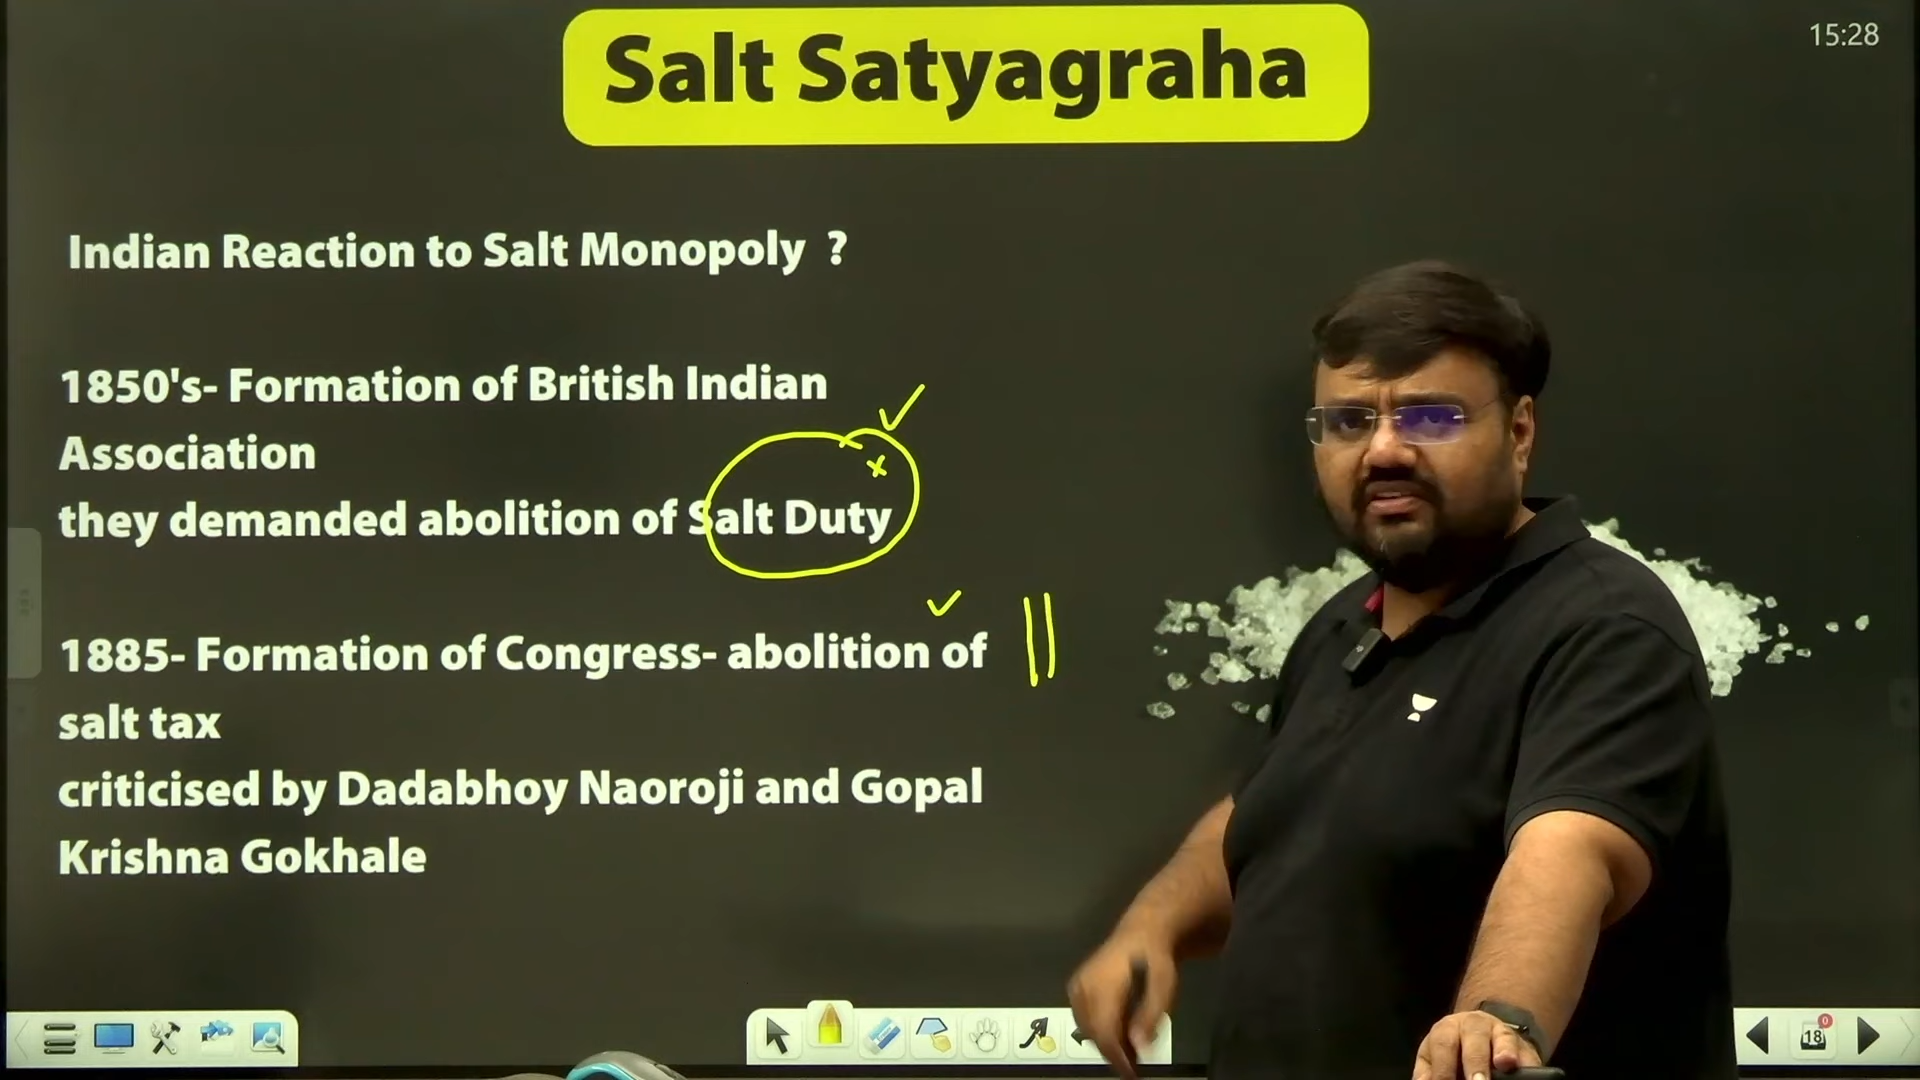 Salt Satyagraha
15:28
Indian Reaction to Salt Monopoly ?
1850's- Formation of British Indian
Association
they demanded abolition of Salt Duty
1885- Formation of Congress- abolition of
salt tax
criticised by Dadabhoy Naoroji and Gopal
Krishna Gokhale
18
0